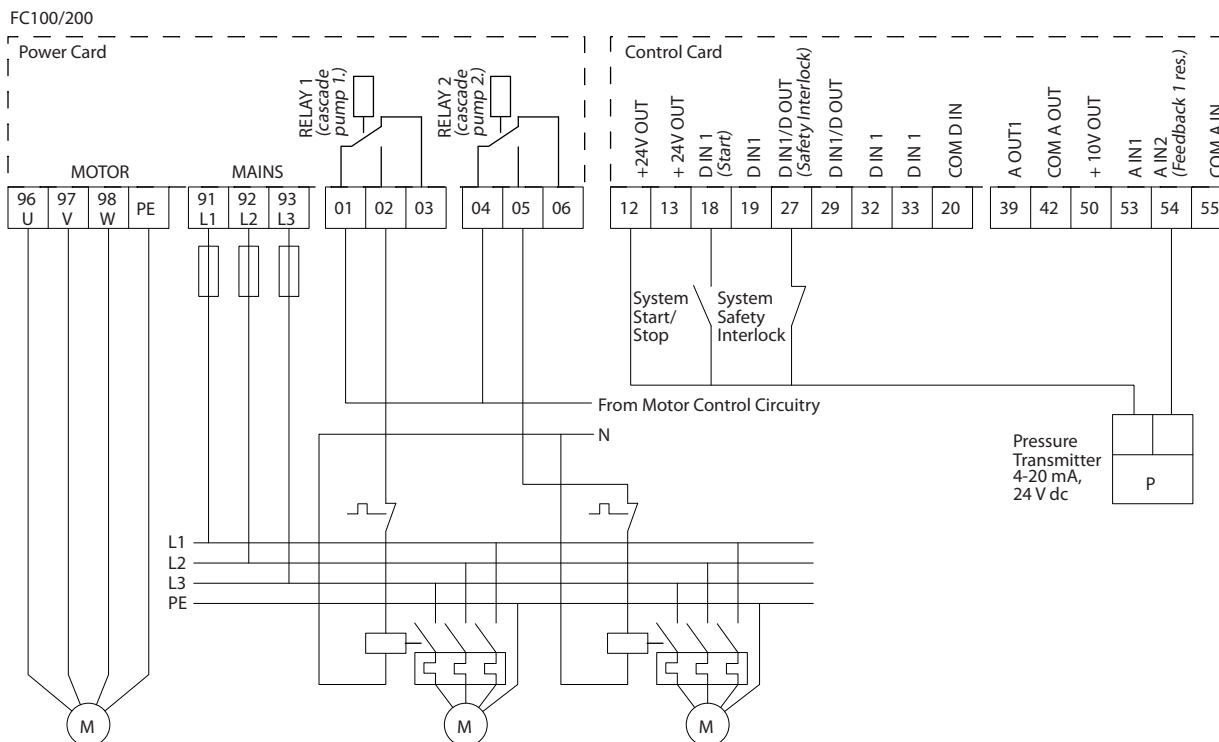 FC100/200
Power Card
Control Card
RELAY 1
(cascade
pump 1.)
RELAY 2
(cascade
pump 2.)
+24V OUT
+ 24V OUT
D IN 1
(Start)
D IN1
D IN1/D OUT
(Safety Interlock)
D IN1/D OUT
D IN 1
D IN 1
COM D IN
A OUT1
COM A OUT
+ 10V OUT
A IN1
A IN2
(Feedback 1 res.)
COM A IN
MOTOR
MAINS
96 97 98 PE 91 92 93 01 02 03 04 05 06 12 13 18 19 27 29 32 33 20 39 42 50 53 54 55
U V W L1 L2 L3
System
Start/
Stop
System
Safety
Interlock
From Motor Control Circuitry
N
Pressure
Transmitter
4-20 mA,
24 V dc
P
L1
L2
L3
PE
M M M